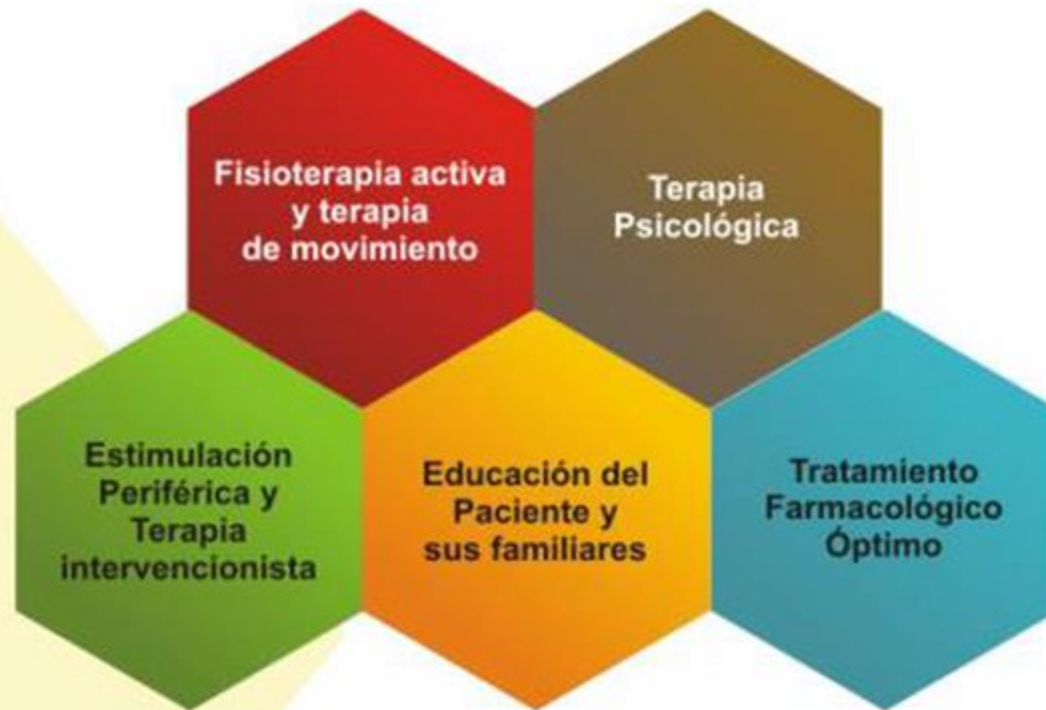 Fisioterapia activa
y terapia
de movimiento
Terapia
Psicológica
Estimulación
Periférica y
Terapia
intervencionista
Educación del
Paciente y
sus familiares
Tratamiento
Farmacológico
Óptimo